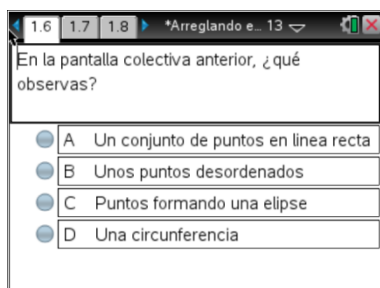 1.6 1.7 1.8 *Arreglando e... 13
En la pantalla colectiva anterior, ¿qué
observas?
A Un conjunto de puntos en linea recta
B Unos puntos desordenados
C Puntos formando una elipse
D Una circunferencia